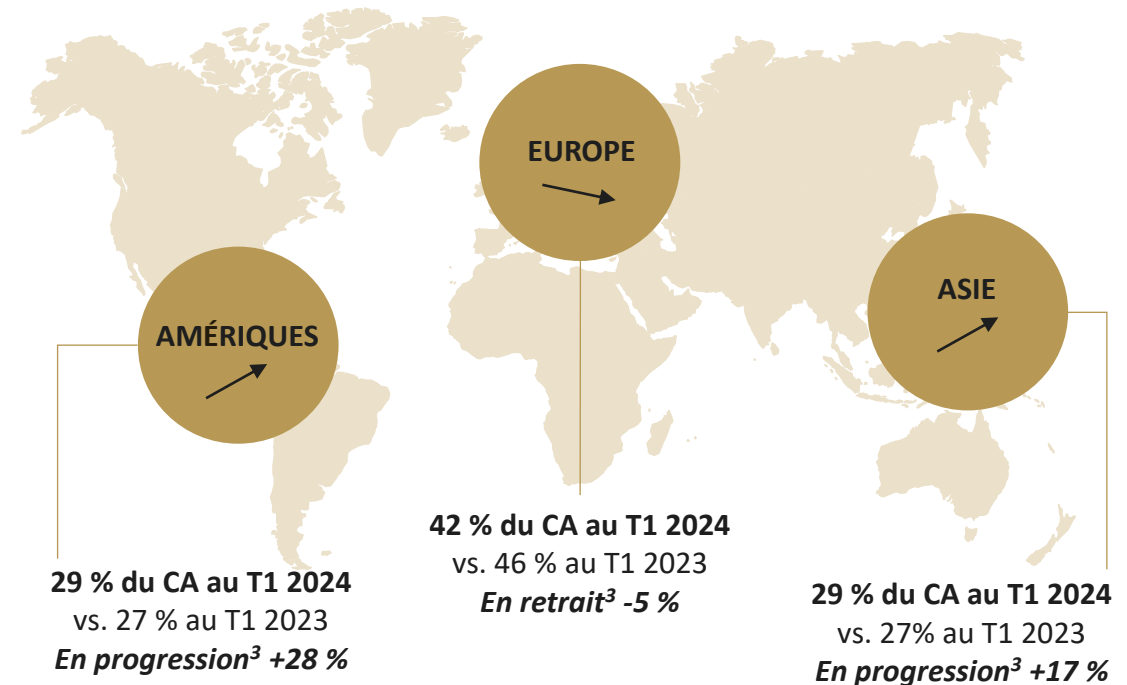 EUROPE
AMÉRIQUES
ASIE
42 % du CA au T1 2024
vs. 46 % au T1 2023
En retrait³ -5 %
29 % du CA au T1 2024
vs. 27 % au T1 2023
En progression³ +28 %
29 % du CA au T1 2024
vs. 27% au T1 2023
En progression³ +17 %